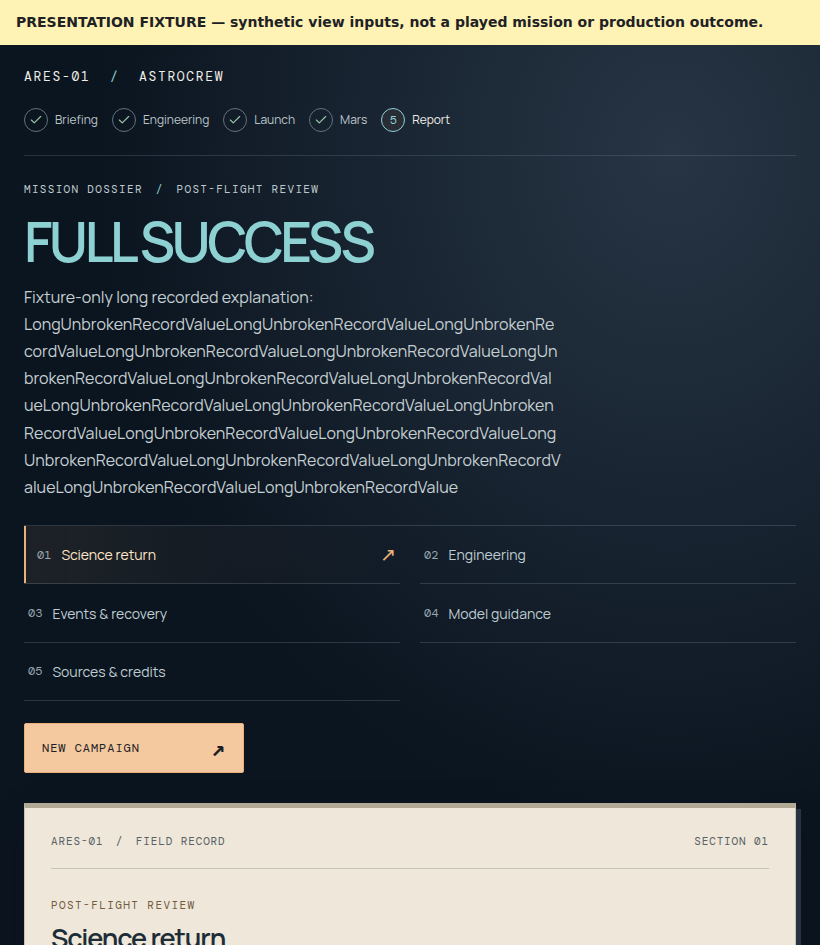 PRESENTATION FIXTURE — synthetic view inputs, not a played mission or production outcome.
ARES-01 / ASTROCREW
Briefing Engineering Launch Mars 5 Report
MISSION DOSSIER / POST-FLIGHT REVIEW
FULL SUCCESS
Fixture-only long recorded explanation:
LongUnbrokenRecordValueLongUnbrokenRecordValueLongUnbrokenRe
cordValueLongUnbrokenRecordValueLongUnbrokenRecordValueLongUn
brokenRecordValueLongUnbrokenRecordValueLongUnbrokenRecordVal
ueLongUnbrokenRecordValueLongUnbrokenRecordValueLongUnbroken
RecordValueLongUnbrokenRecordValueLongUnbrokenRecordValueLong
UnbrokenRecordValueLongUnbrokenRecordValueLongUnbrokenRecordV
alueLongUnbrokenRecordValueLongUnbrokenRecordValue
01 Science return ↗
02 Engineering
03 Events & recovery
04 Model guidance
05 Sources & credits
NEW CAMPAIGN ↗
ARES-01 / FIELD RECORD
SECTION 01
POST-FLIGHT REVIEW
Science return